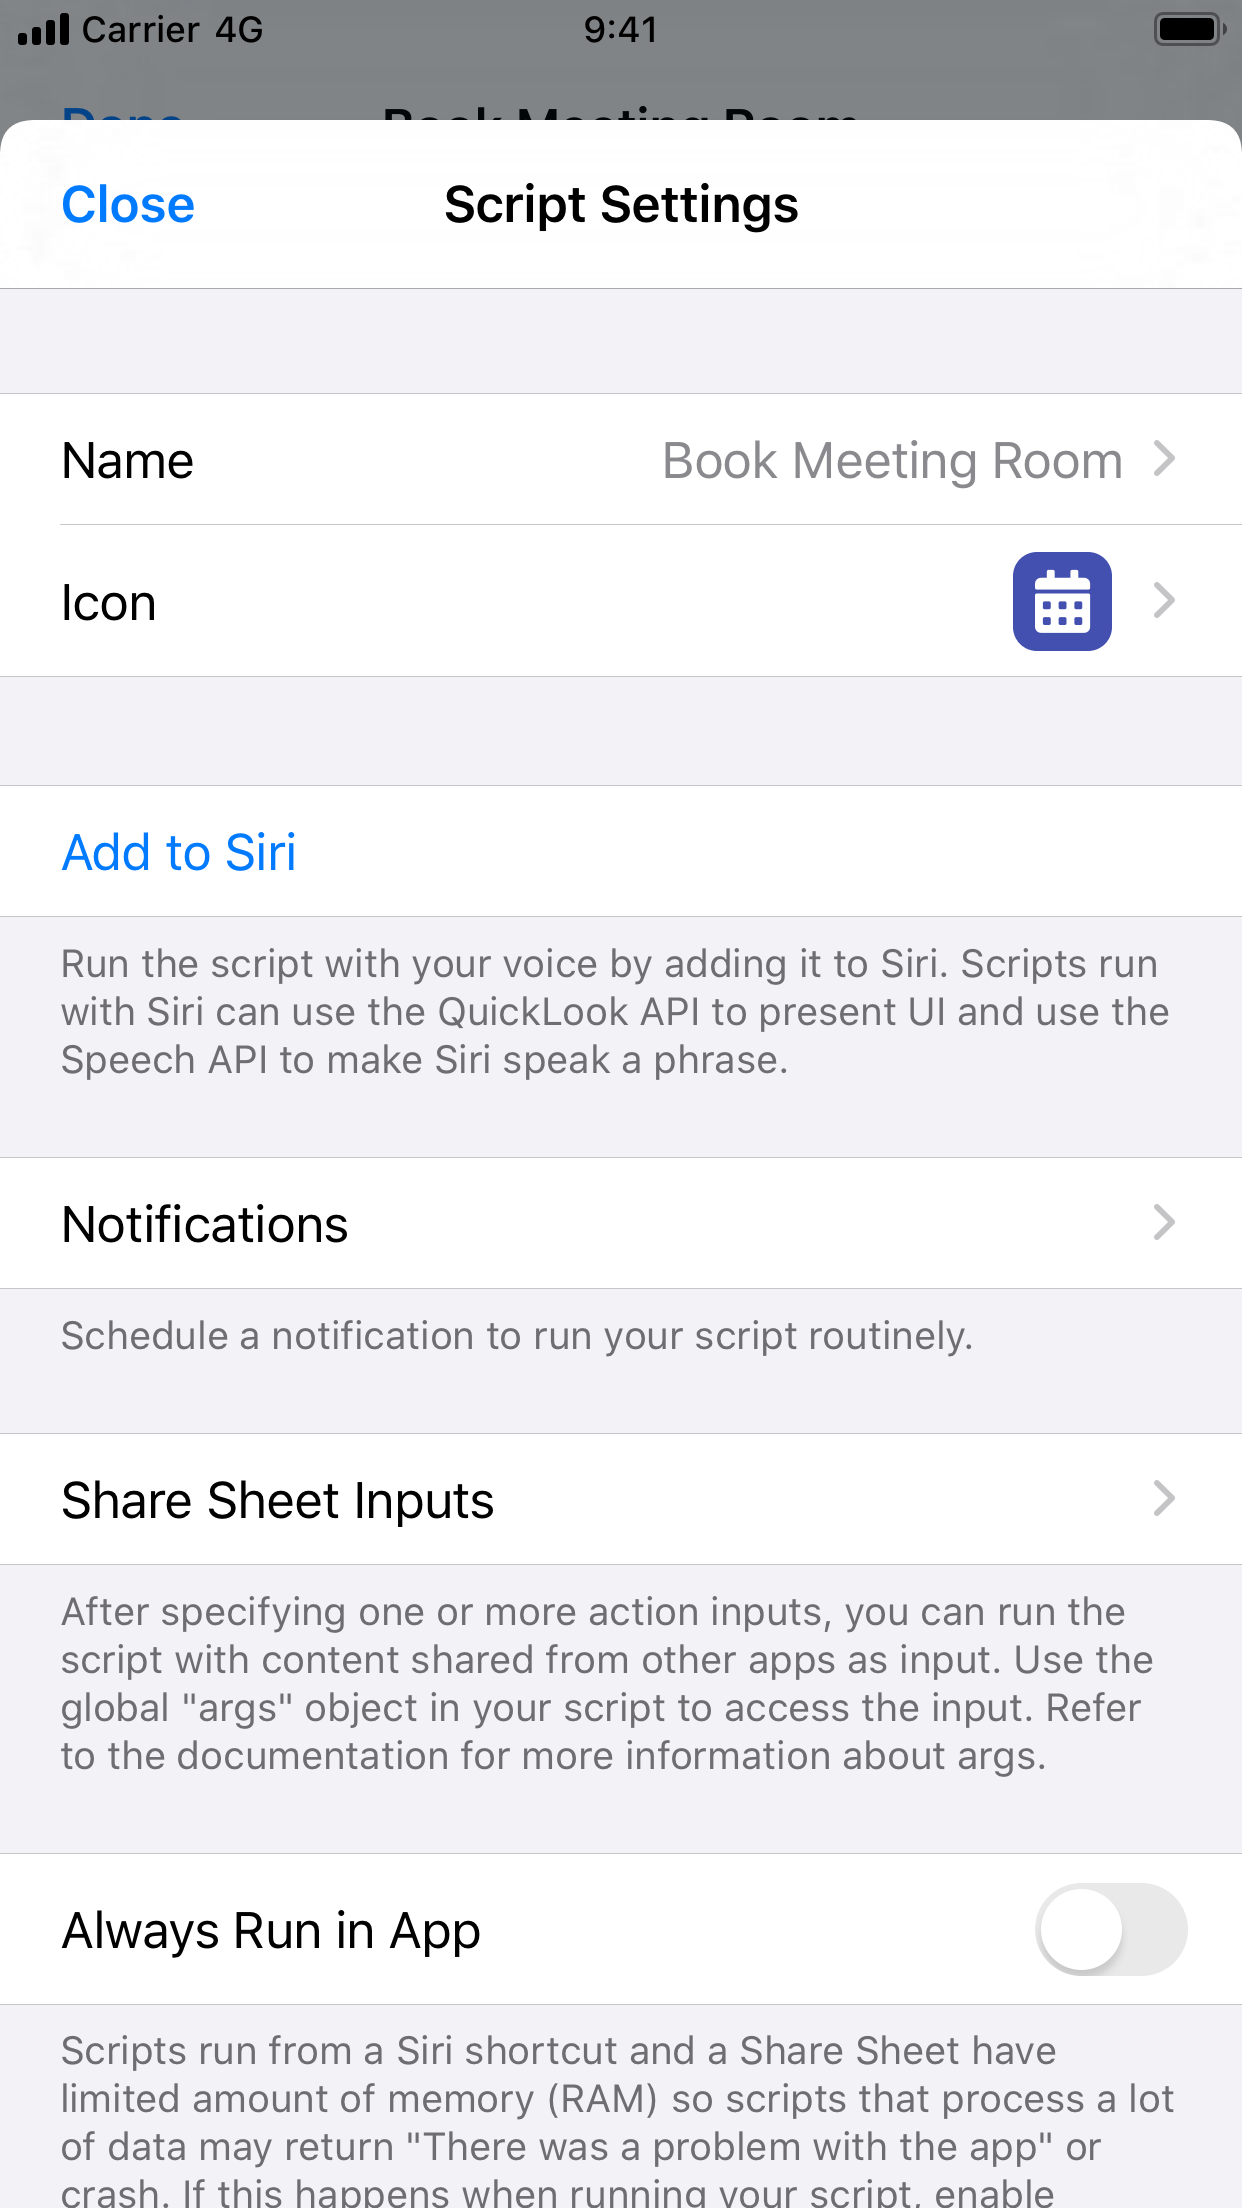 Carrier 4G
9:41
Done
Book Meeting Room
Close
Script Settings
Name
Book Meeting Room
Icon
Add to Siri
Run the script with your voice by adding it to Siri. Scripts run
with Siri can use the QuickLook API to present UI and use the
Speech API to make Siri speak a phrase.
Notifications
Schedule a notification to run your script routinely.
Share Sheet Inputs
After specifying one or more action inputs, you can run the
script with content shared from other apps as input. Use the
global "args" object in your script to access the input. Refer
to the documentation for more information about args.
Always Run in App
Scripts run from a Siri shortcut and a Share Sheet have
limited amount of memory (RAM) so scripts that process a lot
of data may return "There was a problem with the app" or
crash. If this happens when running your script, enable